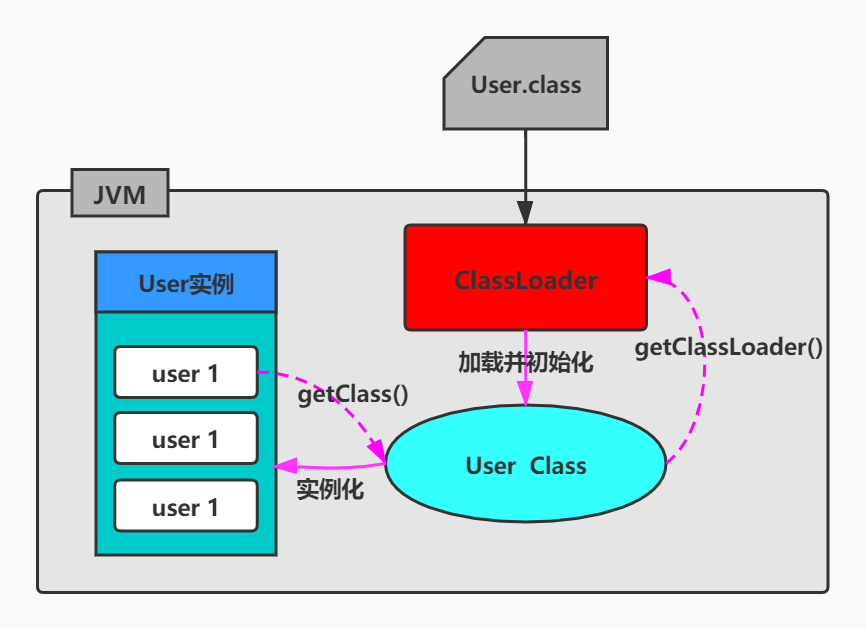 User.class
JVM
ClassLoader
User实例
加载并初始化
getClassLoader()
user 1
getClass()
user 1
User Class
实例化
user 1